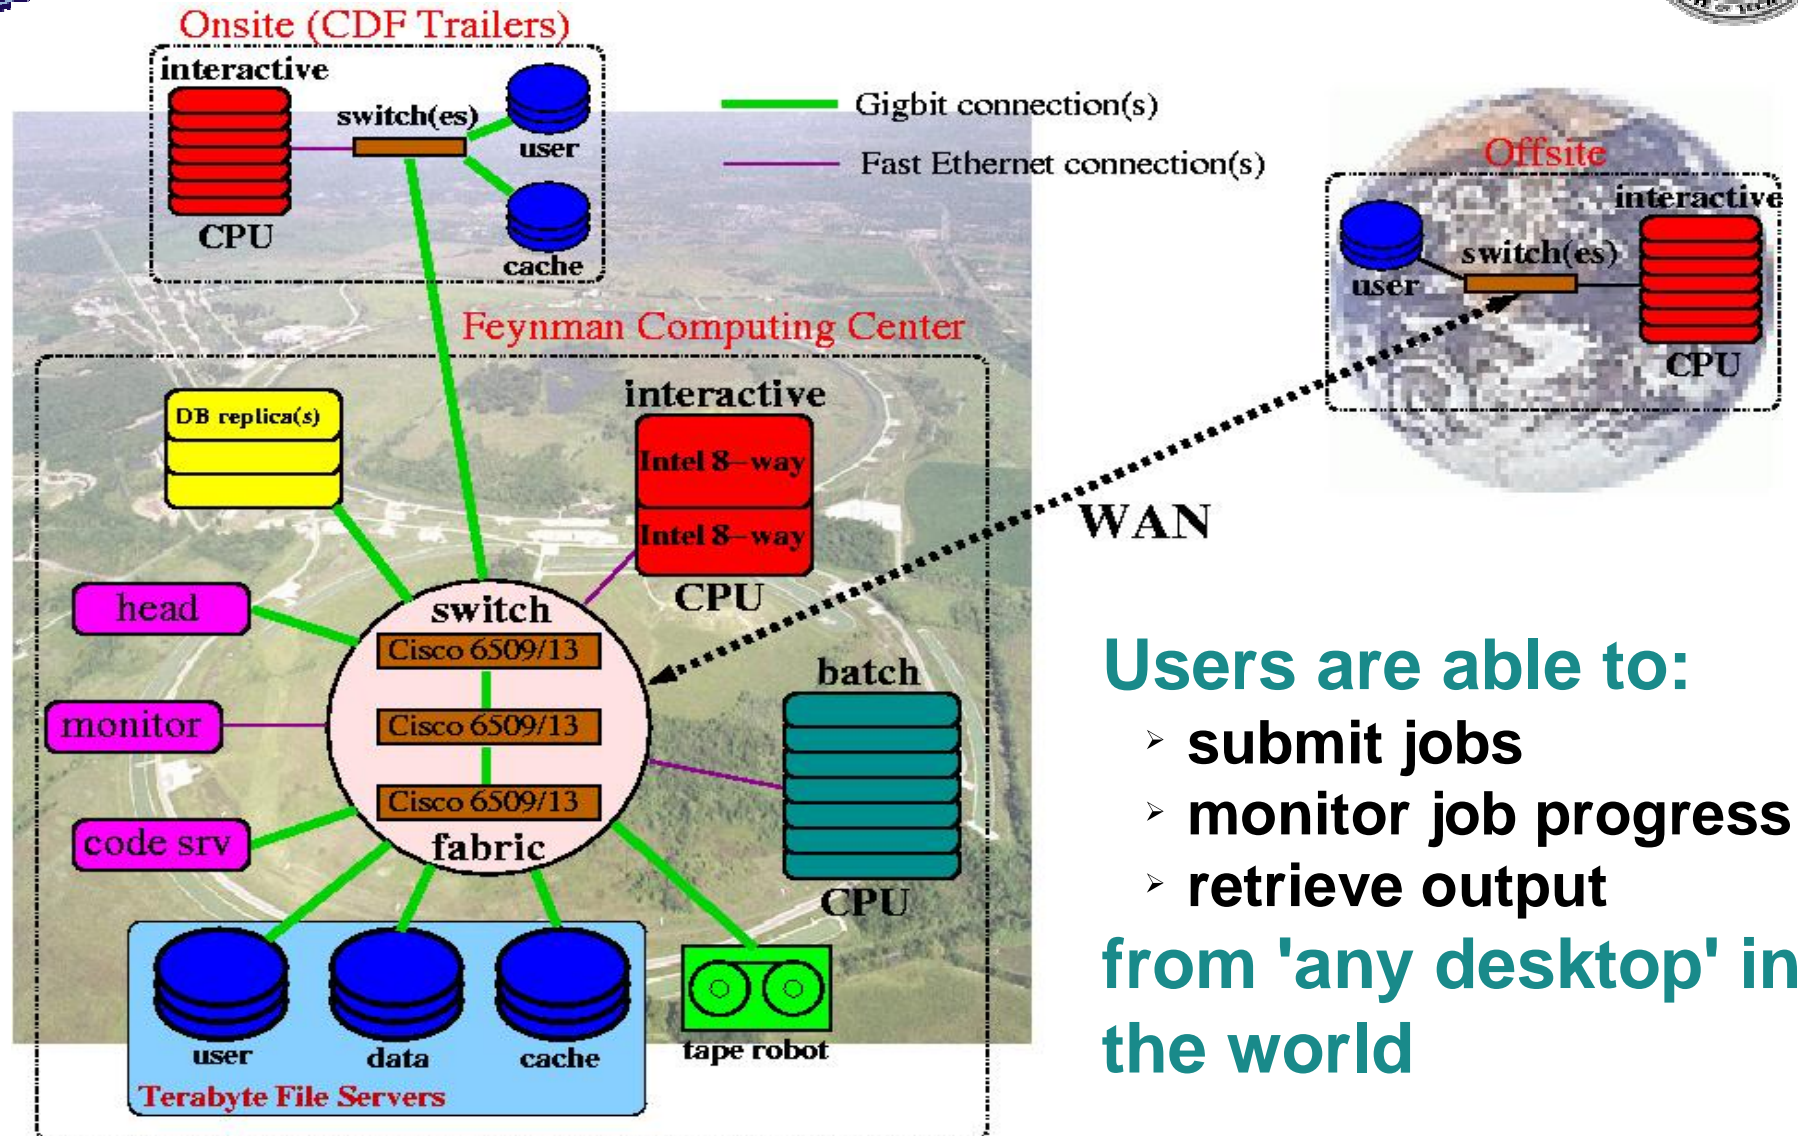 Onsite (CDF Trailers)
interactive
switch(es)
user
CPU
cache
Gigbit connection(s)
Fast Ethernet connection(s)
Offsite
interactive
switch(es)
user
CPU
Feynman Computing Center
DB replica(s)
interactive
Intel 8-way
Intel 8-way
CPU
WAN
head
switch
Cisco 6509/13
monitor
Cisco 6509/13
batch
Cisco 6509/13
code srv
fabric
CPU
user
data
cache
tape robot
Terabyte File Servers
Users are able to:
submit jobs
monitor job progress
retrieve output
from 'any desktop' in
the world